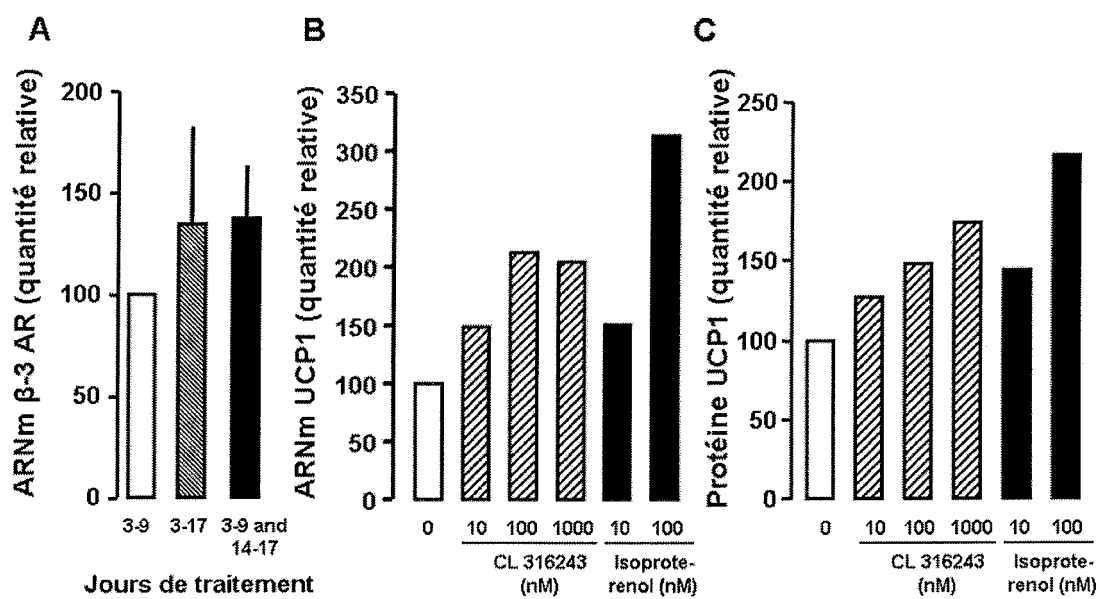 A
ARNm β-3 AR (quantité relative)
200
150
100
50
0
3-9
3-17
3-9 and
14-17
Jours de traitement
B
ARNm UCP1 (quantité relative)
350
300
250
200
150
100
50
0
0
10
100
1000
10
100
CL 316243
(nM)
Isoprote-
renol (nM)
C
Protéine UCP1 (quantité relative)
250
200
150
100
50
0
0
10
100
1000
10
100
CL 316243
(nM)
Isoprote-
renol (nM)